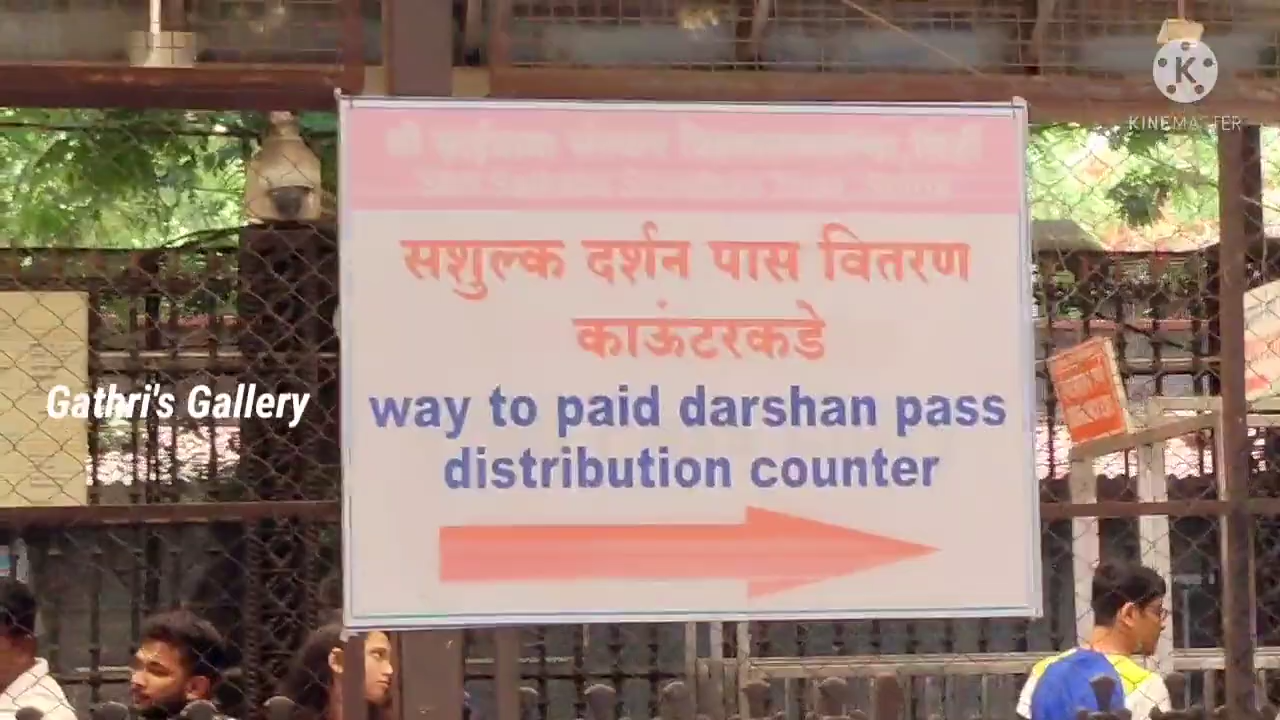 KINEMASTER
सशुल्क दर्शन पास वितरण
काऊंटरकडे
way to paid darshan pass
distribution counter
Gathri's Gallery